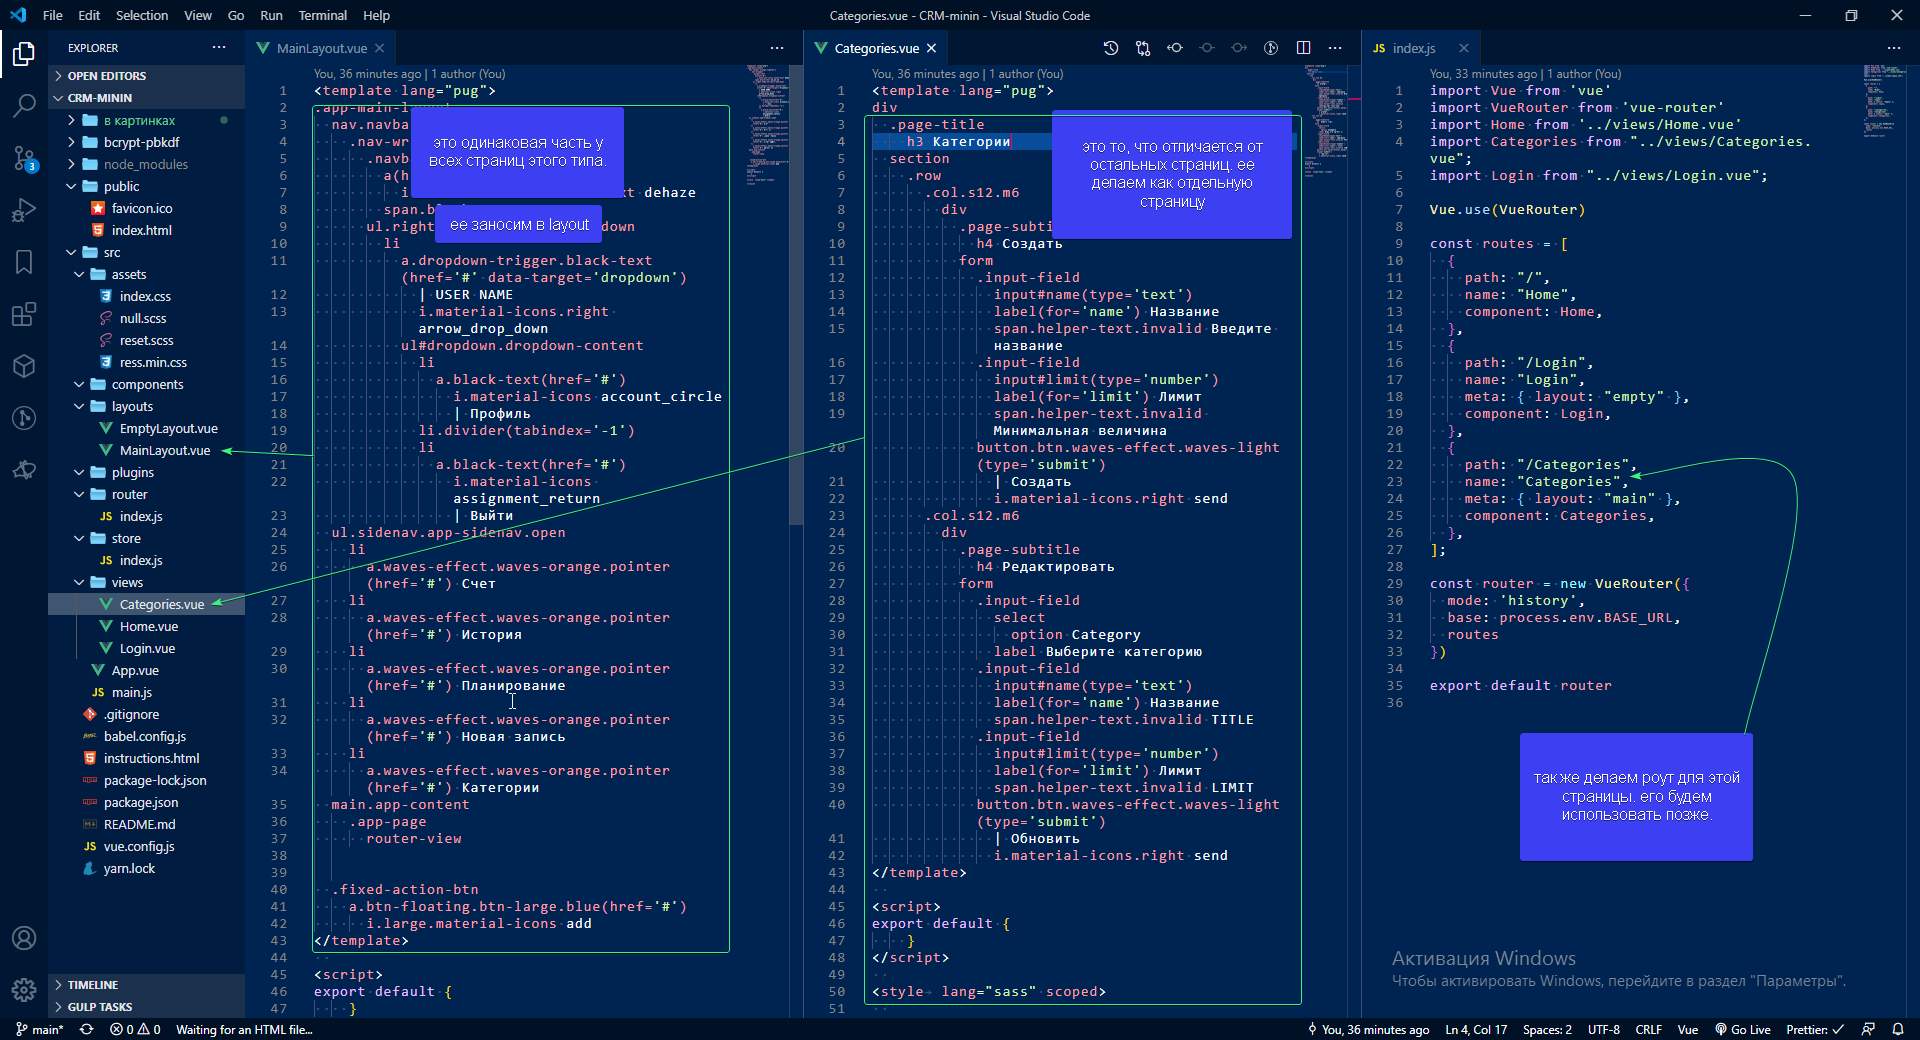 File Edit Selection View Go Run Terminal Help
Categories.vue - CRM-minin - Visual Studio Code
EXPLORER
OPEN EDITORS
CRM-MININ
в картинках
bcrypt-pbkdf
node_modules
public
favicon.ico
index.html
src
assets
index.css
null.scss
reset.scss
ress.min.css
components
layouts
EmptyLayout.vue
MainLayout.vue
plugins
router
JS index.js
store
JS index.js
views
Categories.vue
Home.vue
Login.vue
App.vue
JS main.js
.gitignore
babel.config.js
instructions.html
package-lock.json
package.json
README.md
JS vue.config.js
yarn.lock
TIMELINE
GULP TASKS
3
MainLayout.vue
You, 36 minutes ago | 1 author (You)
1 <template lang="pug">
2 .app-main-l
3 nav.navba
4 .nav-wr
5 .navb
6 a(h
7 i xt dehaze
8 span.bl
9 ul.right down
10 li
11 a.dropdown-trigger.black-text
(href='#' data-target='dropdown')
12 | USER NAME
13 i.material-icons.right
arrow_drop_down
14 ul#dropdown.dropdown-content
15 li
16 a.black-text(href='#')
17 i.material-icons account_circle
18 | Профиль
19 li.divider(tabindex='-1')
20 li
21 a.black-text(href='#')
22 i.material-icons
assignment_return
23 | Выйти
24 ul.sidenav.app-sidenav.open
25 li
26 a.waves-effect.waves-orange.pointer
(href='#') Счет
27 li
28 a.waves-effect.waves-orange.pointer
(href='#') История
29 li
30 a.waves-effect.waves-orange.pointer
(href='#') Планирование
31 li
32 a.waves-effect.waves-orange.pointer
(href='#') Новая запись
33 li
34 a.waves-effect.waves-orange.pointer
(href='#') Категории
35 main.app-content
36 .app-page
37 router-view
38
39
40 .fixed-action-btn
41 a.btn-floating.btn-large.blue(href='#')
42 i.large.material-icons add
43 </template>
44
45 <script>
46 export default {
47 }
это одинаковая часть у
всех страниц этого типа.
ее заносим в layout
Categories.vue
You, 36 minutes ago | 1 author (You)
1 <template lang="pug">
2 div
3 .page-title
4 h3 Категории
5 section
6 .row
7 .col.s12.m6
8 div
9 .page-subti
10 h4 Создать
11 form
12 .input-field
13 input#name(type='text')
14 label(for='name') Название
15 span.helper-text.invalid Введите
название
16 .input-field
17 input#limit(type='number')
18 label(for='limit') Лимит
19 span.helper-text.invalid
Минимальная величина
20 button.btn.waves-effect.waves-light
(type='submit')
21 | Создать
22 i.material-icons.right send
23 .col.s12.m6
24 div
25 .page-subtitle
26 h4 Редактировать
27 form
28 .input-field
29 select
30 option Category
31 label Выберите категорию
32 .input-field
33 input#name(type='text')
34 label(for='name') Название
35 span.helper-text.invalid TITLE
36 .input-field
37 input#limit(type='number')
38 label(for='limit') Лимит
39 span.helper-text.invalid LIMIT
40 button.btn.waves-effect.waves-light
(type='submit')
41 | Обновить
42 i.material-icons.right send
43 </template>
44
45 <script>
46 export default {
47 }
48 </script>
49
50 <style lang="sass" scoped>
51
это то, что отличается от
остальных страниц. ее
делаем как отдельную
страницу
JS index.js
You, 33 minutes ago | 1 author (You)
1 import Vue from 'vue'
2 import VueRouter from 'vue-router'
3 import Home from '../views/Home.vue'
4 import Categories from "../views/Categories.
vue";
5 import Login from "../views/Login.vue";
6
7 Vue.use(VueRouter)
8
9 const routes = [
10 {
11 path: "/",
12 name: "Home",
13 component: Home,
14 },
15 {
16 path: "/Login",
17 name: "Login",
18 meta: { layout: "empty" },
19 component: Login,
20 },
21 {
22 path: "/Categories",
23 name: "Categories",
24 meta: { layout: "main" },
25 component: Categories,
26 },
27 ];
28
29 const router = new VueRouter({
30 mode: 'history',
31 base: process.env.BASE_URL,
32 routes
33 })
34
35 export default router
36
так же делаем роут для этой
страницы. его будем
использовать позже.
Активация Windows
Чтобы активировать Windows, перейдите в раздел "Параметры".
main* 0 0 Waiting for an HTML file...
You, 36 minutes ago Ln 4, Col 17 Spaces: 2 UTF-8 CRLF Vue Go Live Prettier: ✓